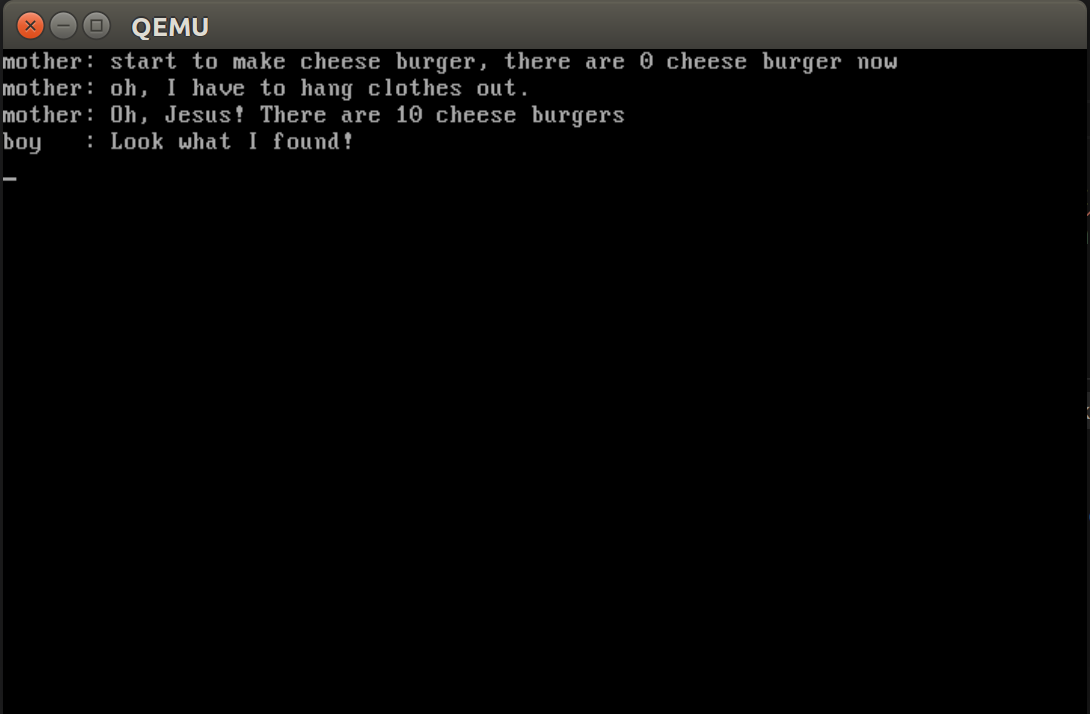 QEMU
mother: start to make cheese burger, there are 0 cheese burger now
mother: oh, I have to hang clothes out.
mother: Oh, Jesus! There are 10 cheese burgers
boy   : Look what I found!